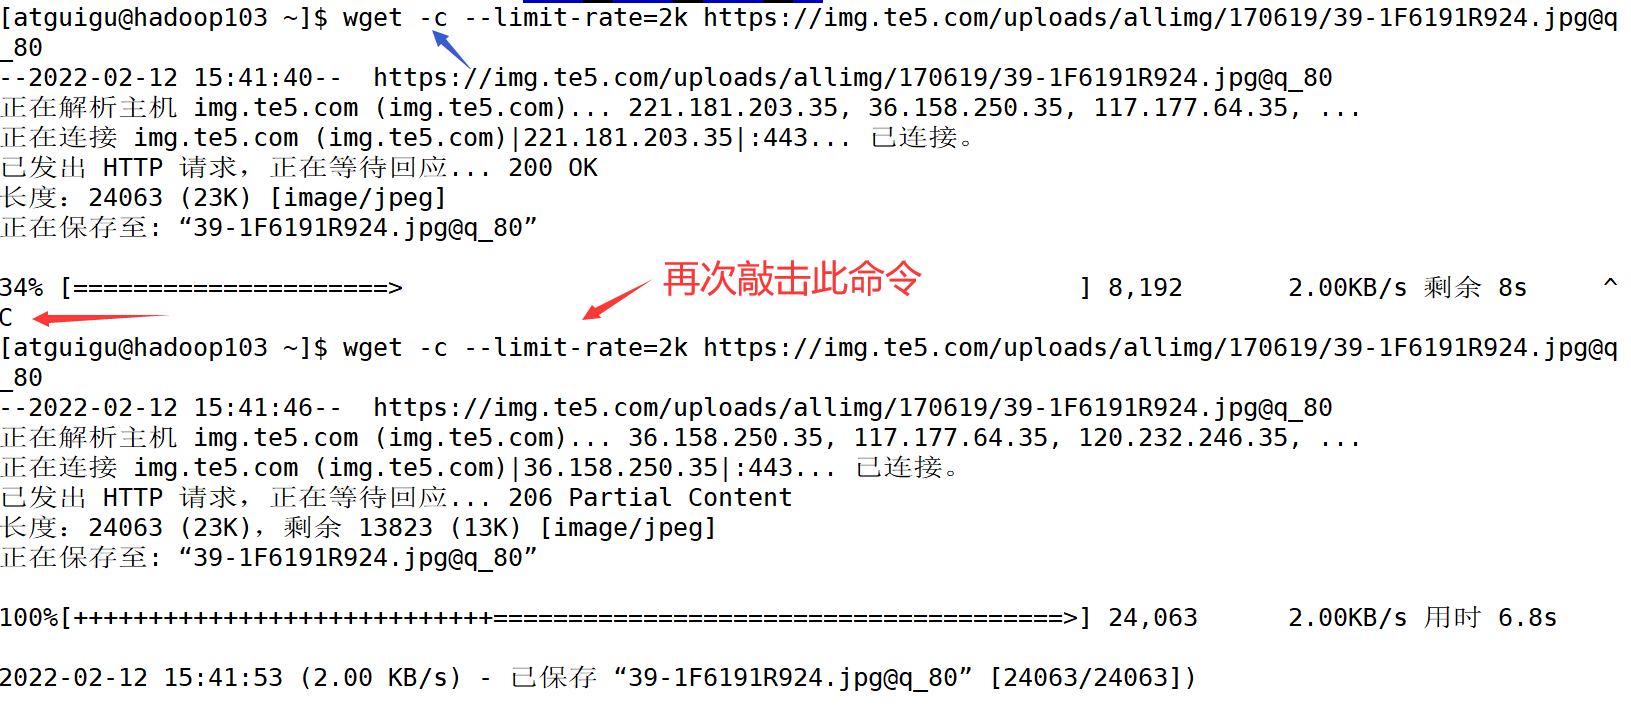 [atguigu@hadoop103 ~]$ wget -c --limit-rate=2k https://img.te5.com/uploads/allimg/170619/39-1F6191R924.jpg@q
_80
--2022-02-12 15:41:40--  https://img.te5.com/uploads/allimg/170619/39-1F6191R924.jpg@q_80
正在解析主机 img.te5.com (img.te5.com)... 221.181.203.35, 36.158.250.35, 117.177.64.35, ...
正在连接 img.te5.com (img.te5.com)|221.181.203.35|:443... 已连接。
已发出 HTTP 请求，正在等待回应... 200 OK
长度：24063 (23K) [image/jpeg]
正在保存至: “39-1F6191R924.jpg@q_80”
再次敲击此命令
34% [=====================>                                             ] 8,192       2.00KB/s 剩余 8s     ^
C
[atguigu@hadoop103 ~]$ wget -c --limit-rate=2k https://img.te5.com/uploads/allimg/170619/39-1F6191R924.jpg@q
_80
--2022-02-12 15:41:46--  https://img.te5.com/uploads/allimg/170619/39-1F6191R924.jpg@q_80
正在解析主机 img.te5.com (img.te5.com)... 36.158.250.35, 117.177.64.35, 120.232.246.35, ...
正在连接 img.te5.com (img.te5.com)|36.158.250.35|:443... 已连接。
已发出 HTTP 请求，正在等待回应... 206 Partial Content
长度：24063 (23K)，剩余 13823 (13K) [image/jpeg]
正在保存至: “39-1F6191R924.jpg@q_80”
100%[++++++++++++++++++++++++++++======================================>] 24,063      2.00KB/s 用时 6.8s
2022-02-12 15:41:53 (2.00 KB/s) - 已保存 “39-1F6191R924.jpg@q_80” [24063/24063])